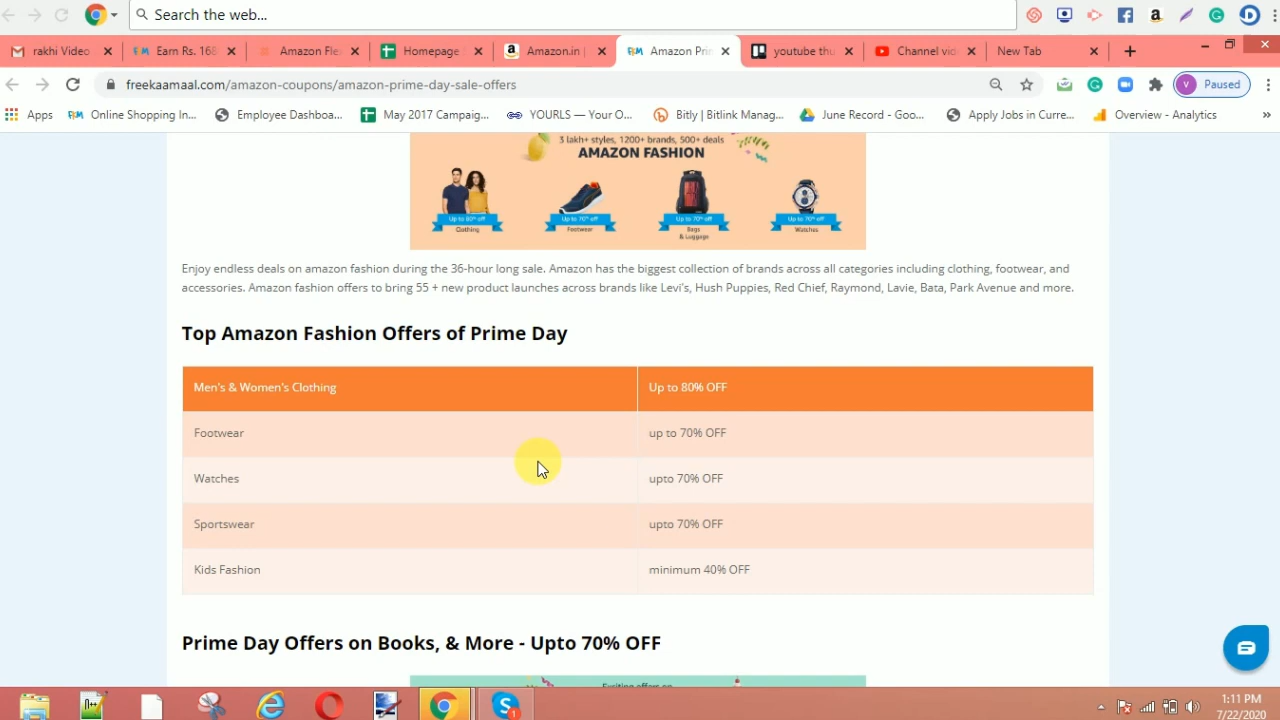 Search the web...
rakhi Video
Earn Rs. 168
Amazon Fle
Homepage
Amazon.in |
Amazon Pri
youtube thu
Channel vi
New Tab
freekaamaal.com/amazon-coupons/amazon-prime-day-sale-offers
V Paused
Apps
Online Shopping In...
Employee Dashboa...
May 2017 Campaig...
YOURLS — Your O...
Bitly | Bitlink Manag...
June Record - Goo...
Apply Jobs in Curre...
Overview - Analytics
»
3 lakh+ styles, 1200+ brands, 500+ deals
AMAZON FASHION
Up to 80% off
Up to 70% off
Up to 70% off
Up to 70% off
Clothing
Footwear
Bags
& Luggage
Watches
Enjoy endless deals on amazon fashion during the 36-hour long sale. Amazon has the biggest collection of brands across all categories including clothing, footwear, and
accessories. Amazon fashion offers to bring 55 + new product launches across brands like Levi's, Hush Puppies, Red Chief, Raymond, Lavie, Bata, Park Avenue and more.
Top Amazon Fashion Offers of Prime Day
Men's & Women's Clothing
Up to 80% OFF
Footwear
up to 70% OFF
Watches
upto 70% OFF
Sportswear
upto 70% OFF
Kids Fashion
minimum 40% OFF
Prime Day Offers on Books, & More - Upto 70% OFF
Exciting offers on
1:11 PM
7/22/2020